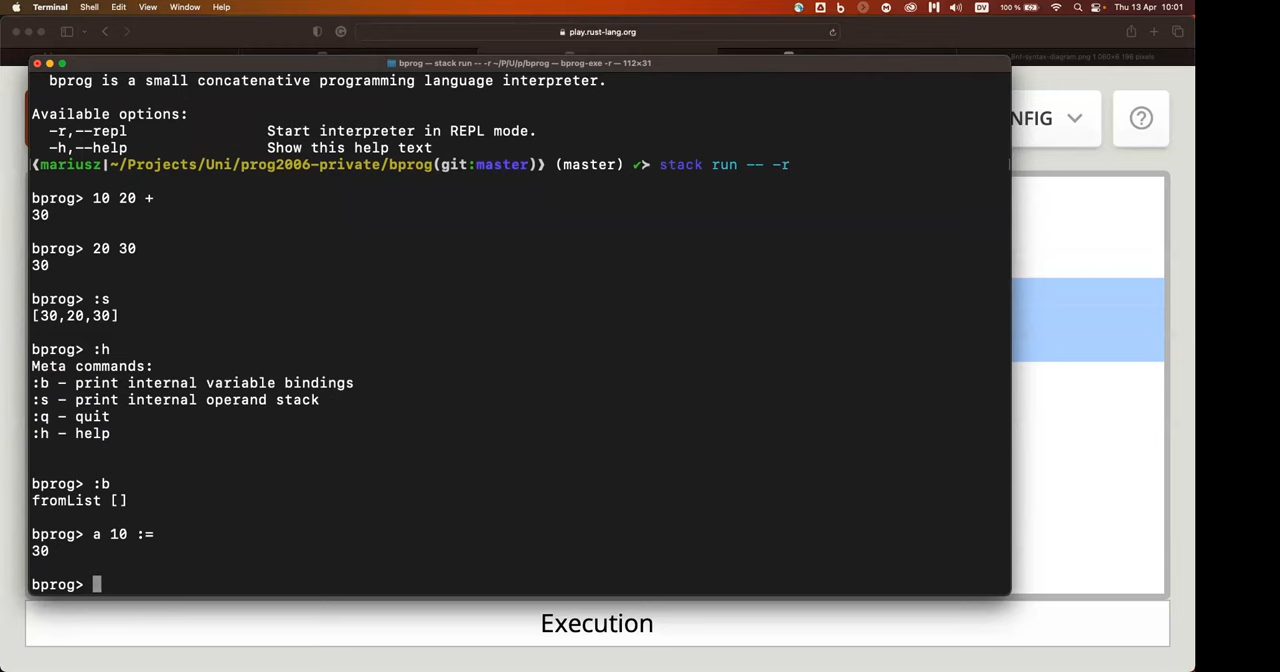 Terminal Shell Edit View Window Help
DV 100 % Thu 13 Apr 10:01
play.rust-lang.org
bprog — stack run -- -r ~/P/U/p/bprog — bprog-exe -r — 112×31
bprog is a small concatenative programming language interpreter.
Available options:
-r,--repl Start interpreter in REPL mode.
-h,--help Show this help text
⟪mariusz|~/Projects/Uni/prog2006-private/bprog(git:master)⟫ (master) ✔> stack run -- -r
bprog> 10 20 +
30
bprog> 20 30
30
bprog> :s
[30,20,30]
bprog> :h
Meta commands:
:b - print internal variable bindings
:s - print internal operand stack
:q - quit
:h - help
bprog> :b
fromList []
bprog> a 10 :=
30
bprog>
NFIG
Execution